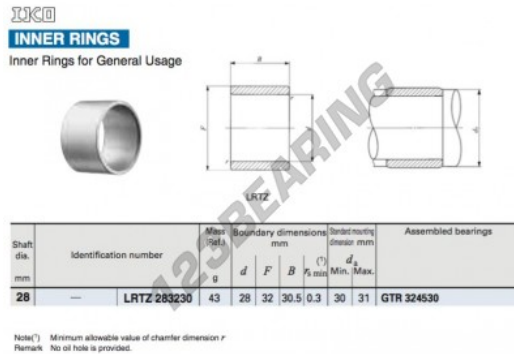 IKO
INNER RINGS
Inner Rings for General Usage
B
F
r
r
d
dₐ
LRTZ
123BEARING
Shaft dia. mm
Identification number
Mass (Ref.) g
Boundary dimensions mm
d F B (1) rs min
Standard mounting dimension mm
da Min. Max.
Assembled bearings
28 — LRTZ 283230 43 28 32 30.5 0.3 30 31 GTR 324530
Note(1) Minimum allowable value of chamfer dimension r
Remark No oil hole is provided.